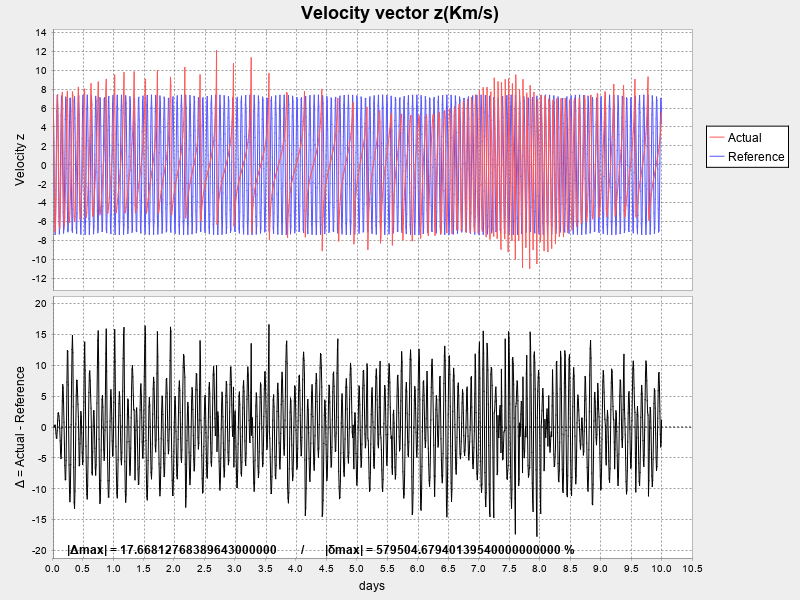 Velocity vector z(Km/s)
14
12
10
8
6
4
2
0
-2
-4
-6
-8
-10
-12
Velocity z
Actual
Reference
20
15
10
5
0
-5
-10
-15
-20
Δ = Actual - Reference
|Δmax| = 17.66812768389643000000 / |δmax| = 579504.67940139540000000000 %
0.0 0.5 1.0 1.5 2.0 2.5 3.0 3.5 4.0 4.5 5.0 5.5 6.0 6.5 7.0 7.5 8.0 8.5 9.0 9.5 10.0 10.5
days